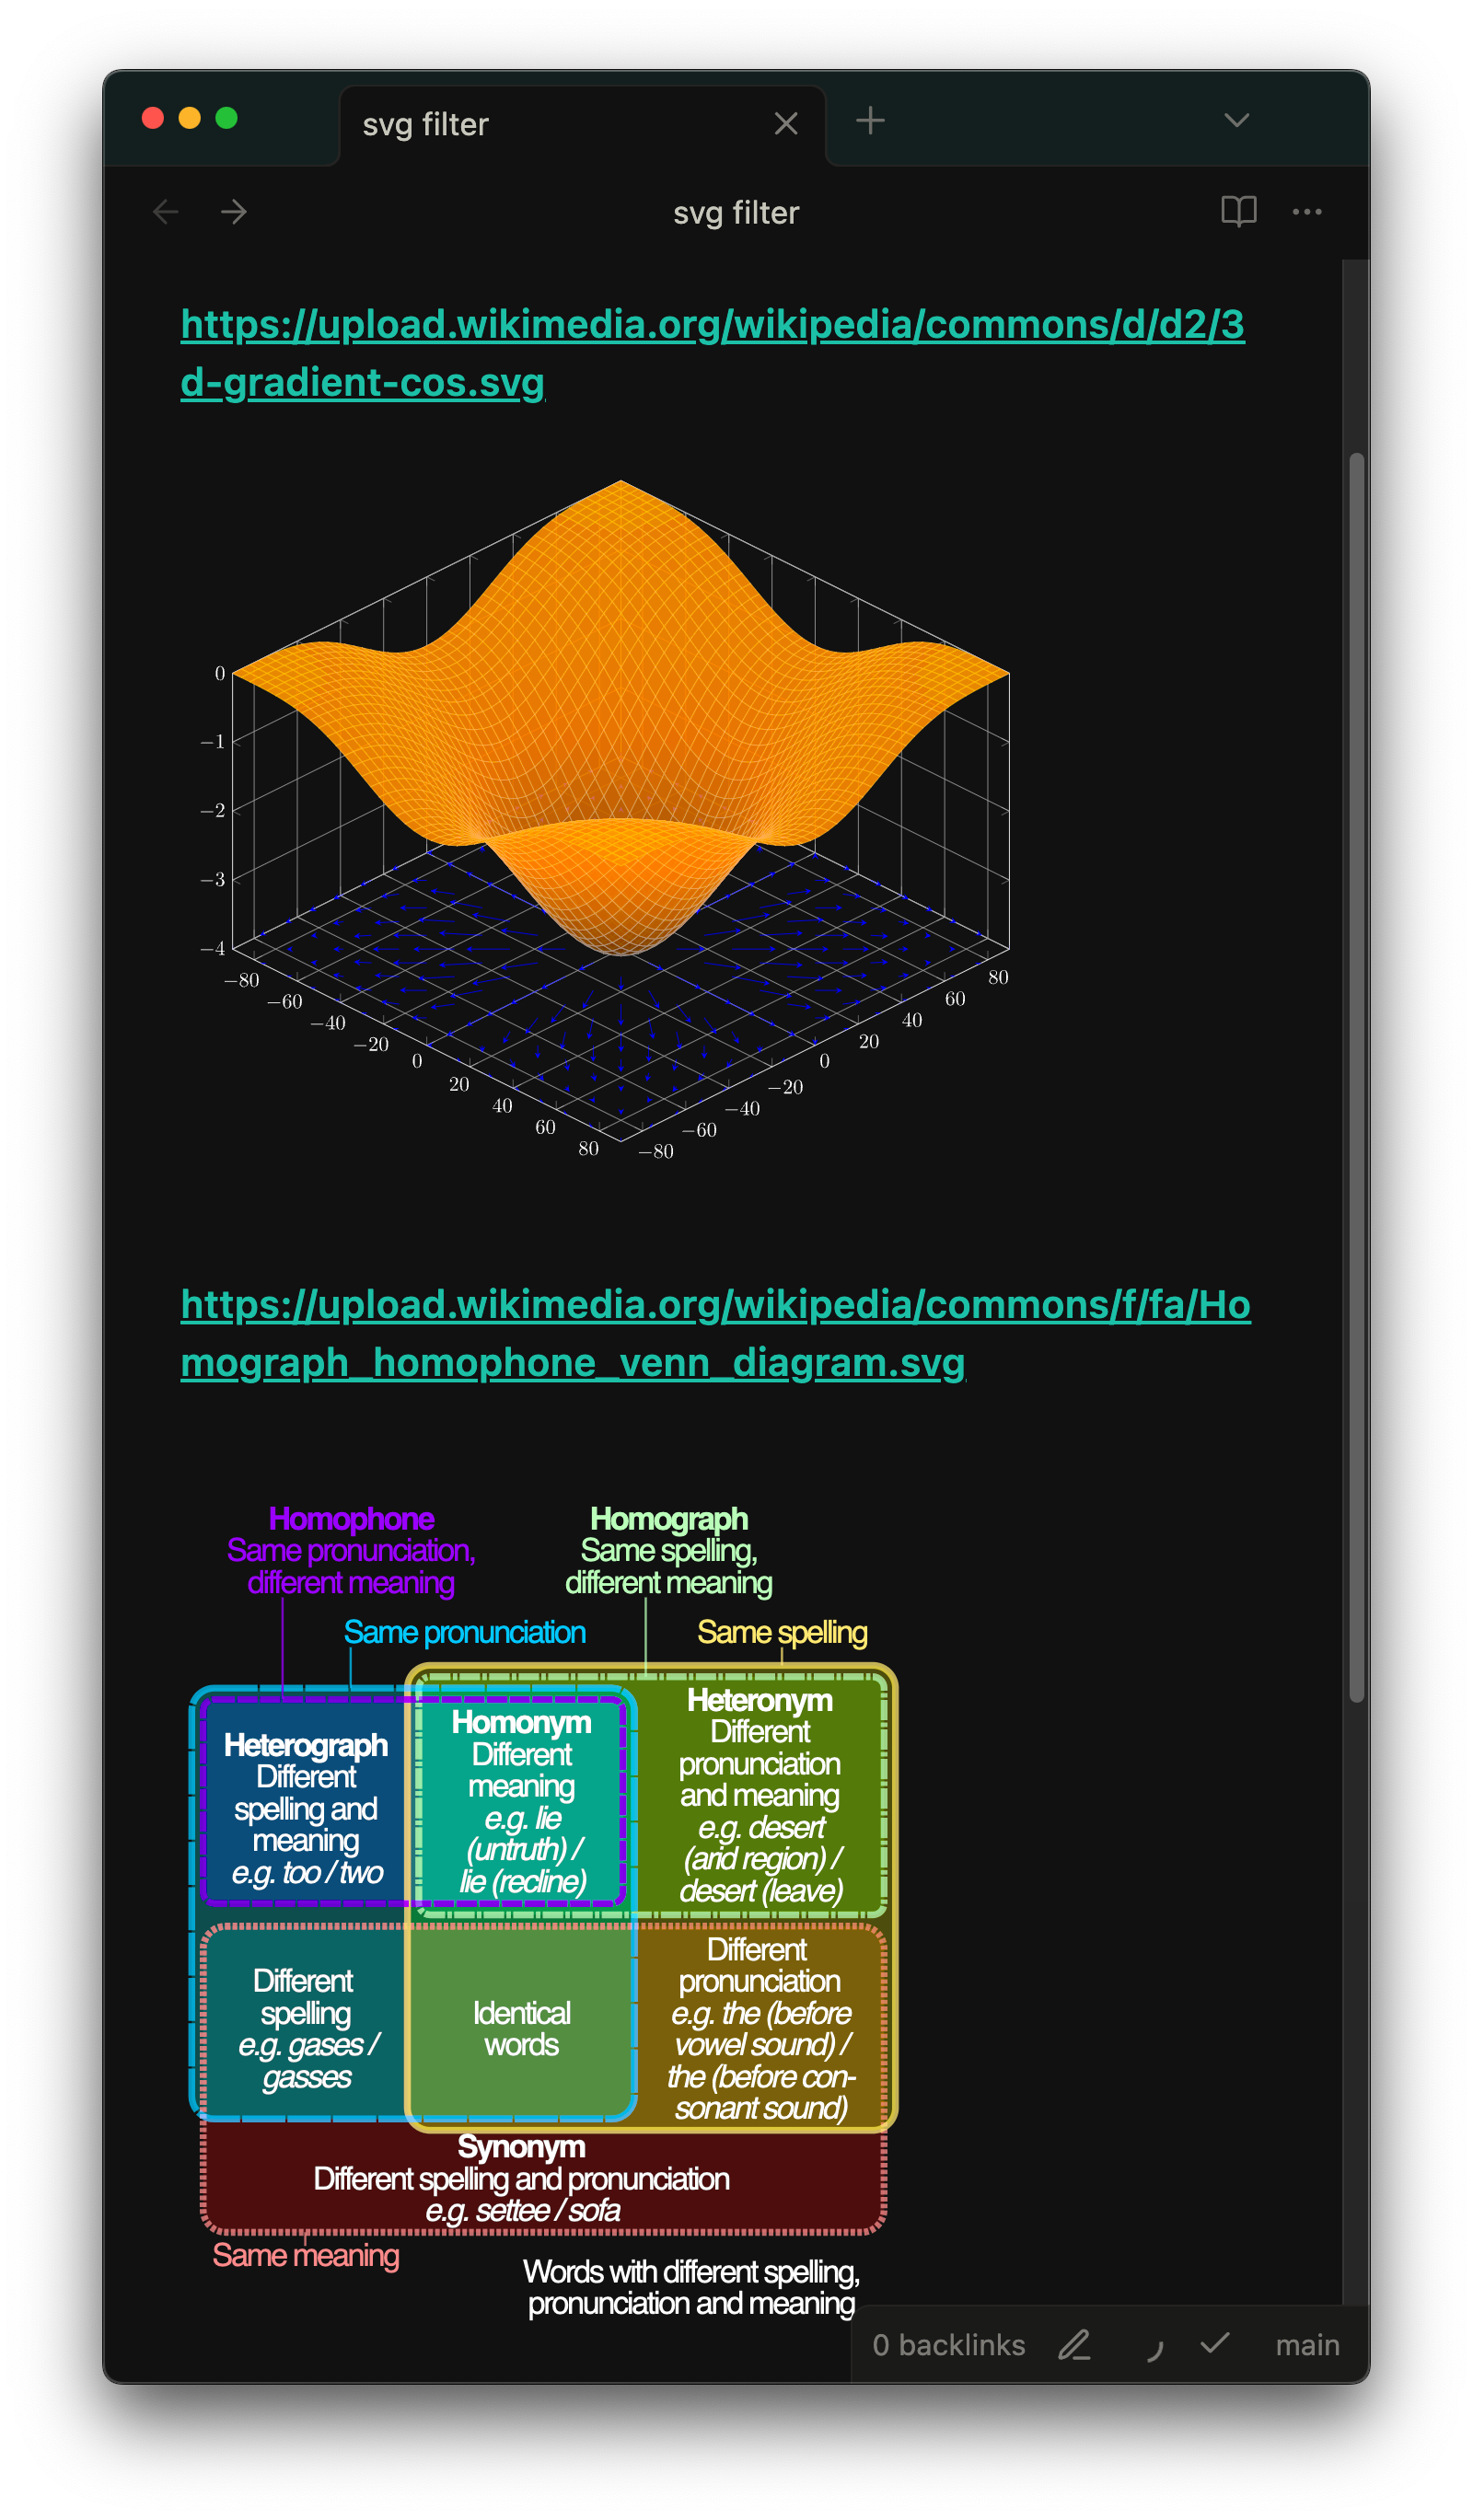 svg filter
svg filter
https://upload.wikimedia.org/wikipedia/commons/d/d2/3
d-gradient-cos.svg
0
−1
−2
−3
−4
−80
−60
−40
−20
0
20
40
60
80
−80
−60
−40
−20
0
20
40
60
80
https://upload.wikimedia.org/wikipedia/commons/f/fa/Ho
mograph_homophone_venn_diagram.svg
Homophone
Same pronunciation,
different meaning
Homograph
Same spelling,
different meaning
Same pronunciation
Same spelling
Heterograph
Different
spelling and
meaning
e.g. too / two
Homonym
Different
meaning
e.g. lie
(untruth) /
lie (recline)
Heteronym
Different
pronunciation
and meaning
e.g. desert
(arid region) /
desert (leave)
Different
spelling
e.g. gases /
gasses
Identical
words
Different
pronunciation
e.g. the (before
vowel sound) /
the (before con-
sonant sound)
Synonym
Different spelling and pronunciation
e.g. settee / sofa
Same meaning
Words with different spelling,
pronunciation and meaning
0 backlinks
main